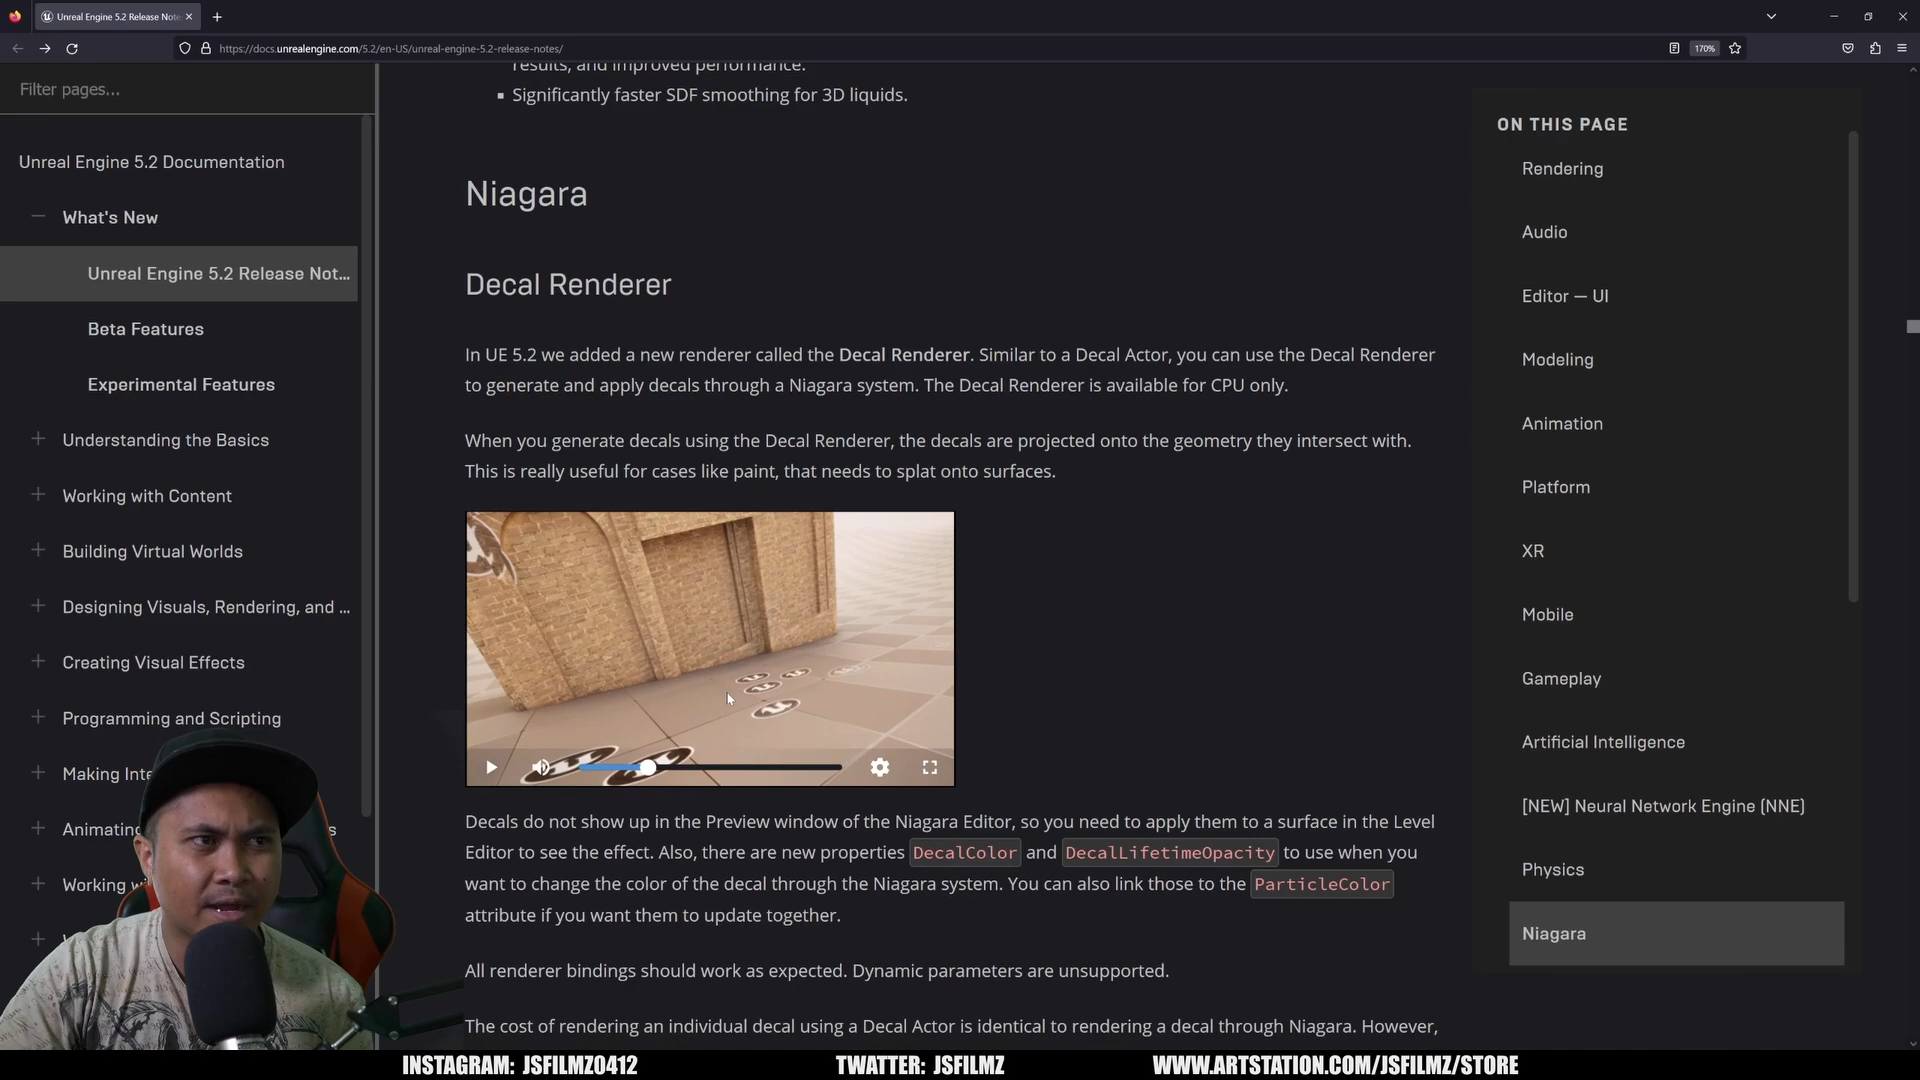 Unreal Engine 5.2 Release Note
https://docs.unrealengine.com/5.2/en-US/unreal-engine-5.2-release-notes/
170%
Filter pages...
Unreal Engine 5.2 Documentation
What's New
Unreal Engine 5.2 Release Not...
Beta Features
Experimental Features
Understanding the Basics
Working with Content
Building Virtual Worlds
Designing Visuals, Rendering, and ...
Creating Visual Effects
Programming and Scripting
Making Inte
Animating
Working w
results, and improved performance.
Significantly faster SDF smoothing for 3D liquids.
Niagara
Decal Renderer
In UE 5.2 we added a new renderer called the Decal Renderer. Similar to a Decal Actor, you can use the Decal Renderer
to generate and apply decals through a Niagara system. The Decal Renderer is available for CPU only.
When you generate decals using the Decal Renderer, the decals are projected onto the geometry they intersect with.
This is really useful for cases like paint, that needs to splat onto surfaces.
Decals do not show up in the Preview window of the Niagara Editor, so you need to apply them to a surface in the Level
Editor to see the effect. Also, there are new properties DecalColor and DecalLifetimeOpacity to use when you
want to change the color of the decal through the Niagara system. You can also link those to the ParticleColor
attribute if you want them to update together.
All renderer bindings should work as expected. Dynamic parameters are unsupported.
The cost of rendering an individual decal using a Decal Actor is identical to rendering a decal through Niagara. However,
ON THIS PAGE
Rendering
Audio
Editor — UI
Modeling
Animation
Platform
XR
Mobile
Gameplay
Artificial Intelligence
[NEW] Neural Network Engine (NNE)
Physics
Niagara
INSTAGRAM: JSFILMZ0412
TWATTER: JSFILMZ
WWW.ARTSTATION.COM/JSFILMZ/STORE